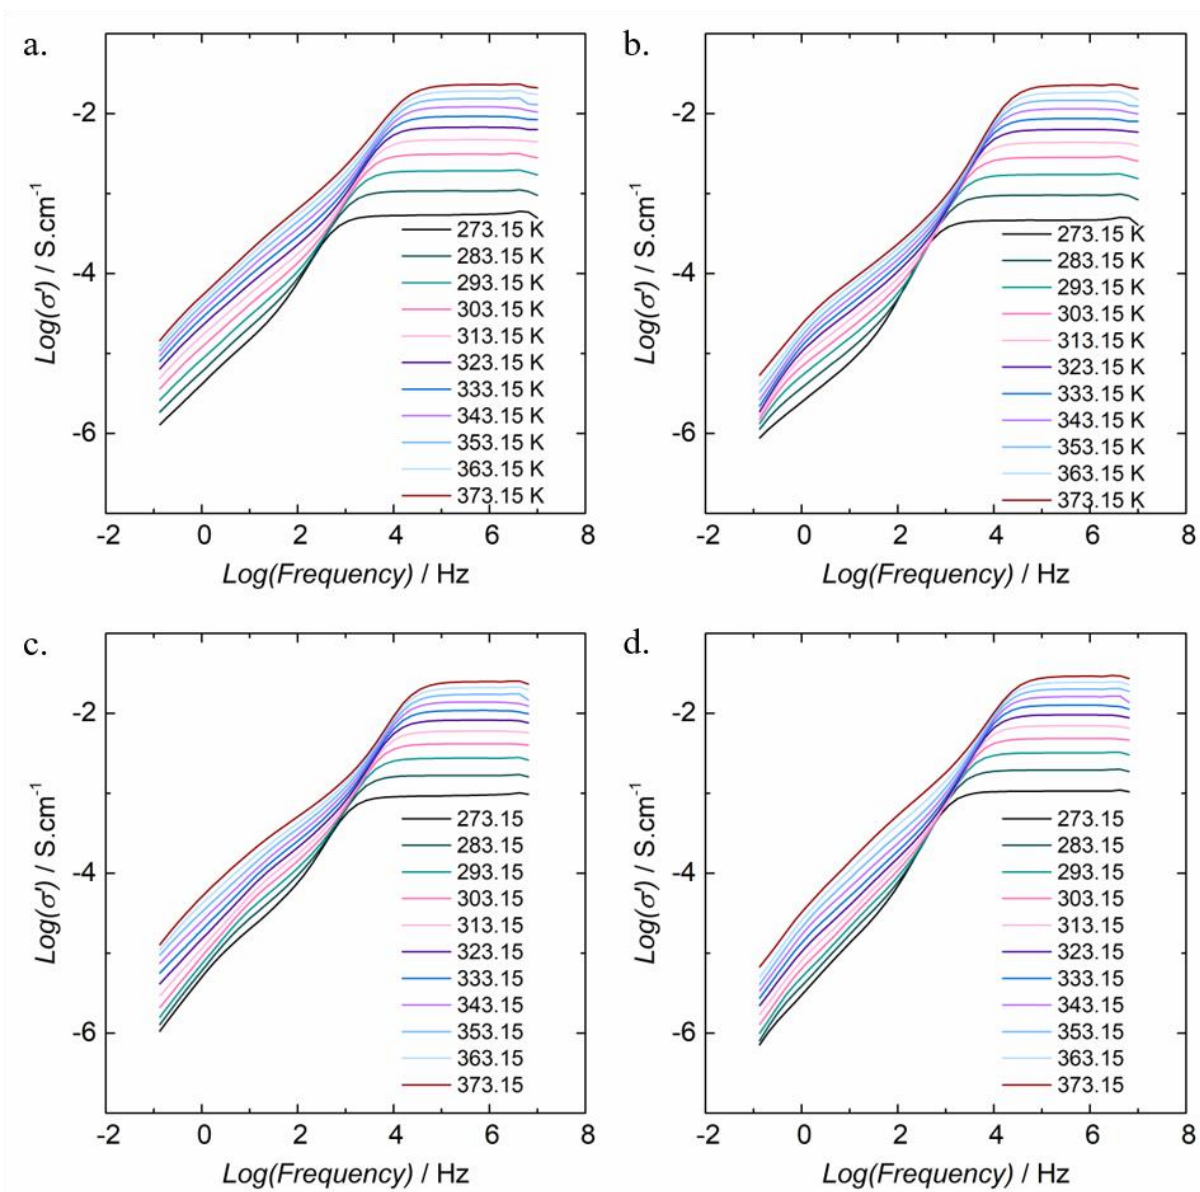 a.
Log(σ') / S.cm⁻¹
-2
-4
-6
273.15 K
283.15 K
293.15 K
303.15 K
313.15 K
323.15 K
333.15 K
343.15 K
353.15 K
363.15 K
373.15 K
-2 0 2 4 6 8
Log(Frequency) / Hz
b.
Log(σ') / S.cm⁻¹
-2
-4
-6
273.15 K
283.15 K
293.15 K
303.15 K
313.15 K
323.15 K
333.15 K
343.15 K
353.15 K
363.15 K
373.15 K
-2 0 2 4 6 8
Log(Frequency) / Hz
c.
Log(σ') / S.cm⁻¹
-2
-4
-6
273.15
283.15
293.15
303.15
313.15
323.15
333.15
343.15
353.15
363.15
373.15
-2 0 2 4 6 8
Log(Frequency) / Hz
d.
Log(σ') / S.cm⁻¹
-2
-4
-6
273.15
283.15
293.15
303.15
313.15
323.15
333.15
343.15
353.15
363.15
373.15
-2 0 2 4 6 8
Log(Frequency) / Hz